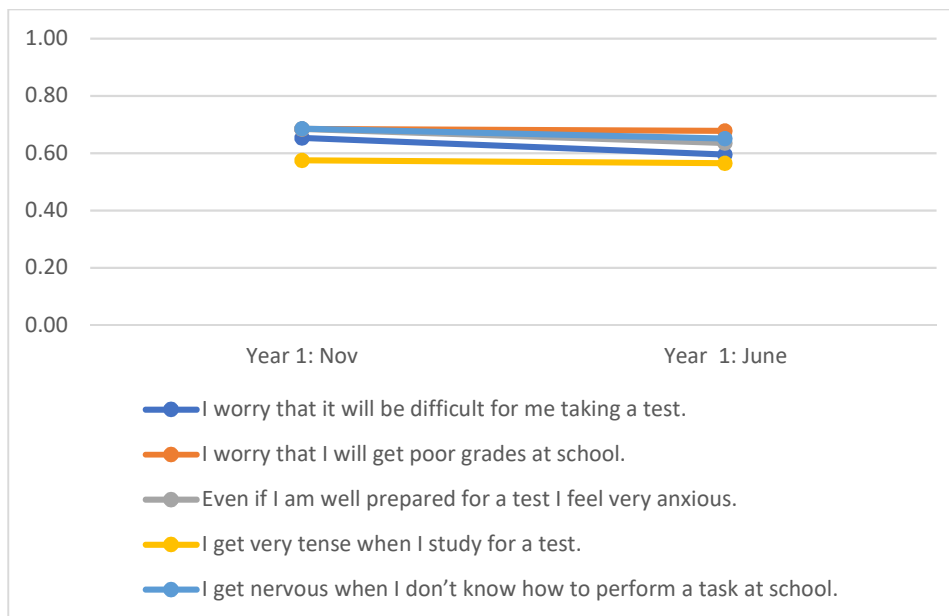 1.00
0.80
0.60
0.40
0.20
0.00
Year 1: Nov
Year  1: June
I worry that it will be difficult for me taking a test.
I worry that I will get poor grades at school.
Even if I am well prepared for a test I feel very anxious.
I get very tense when I study for a test.
I get nervous when I don’t know how to perform a task at school.